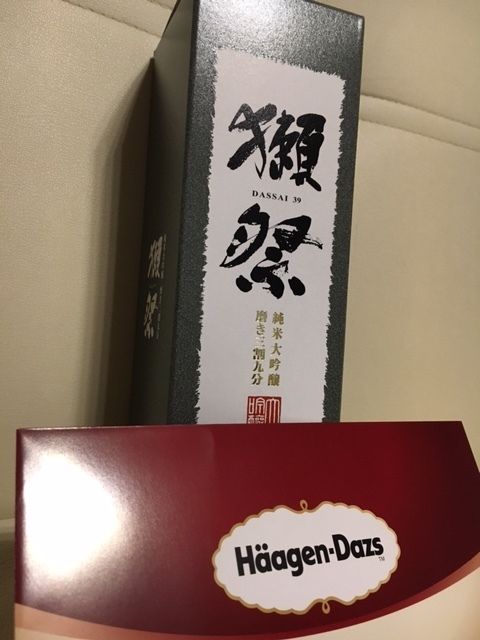 獺
DASSAI 39
祭
純米大吟醸
磨き三割九分
獺祭
Häagen-Dazs
TM